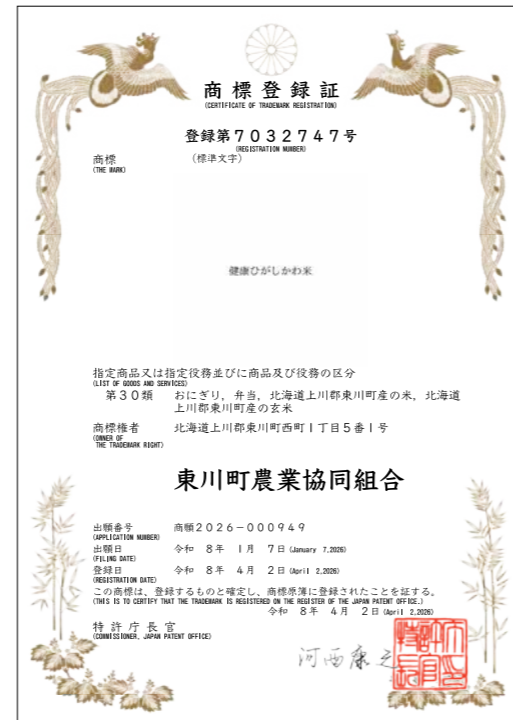 商標登録証
(CERTIFICATE OF TRADEMARK REGISTRATION)
登録第7032747号
(REGISTRATION NUMBER)
商標
(THE MARK)
(標準文字)
健康ひがしかわ米
指定商品又は指定役務並びに商品及び役務の区分
(LIST OF GOODS AND SERVICES)
第30類 おにぎり,弁当,北海道上川郡東川町産の米,北海道
上川郡東川町産の玄米
商標権者 北海道上川郡東川町西町1丁目5番1号
(OWNER OF
THE TRADEMARK RIGHT)
東川町農業協同組合
出願番号 商願2026-000949
(APPLICATION NUMBER)
出願日 令和 8年 1月 7日(January 7,2026)
(FILING DATE)
登録日 令和 8年 4月 2日(April 2,2026)
(REGISTRATION DATE)
この商標は、登録するものと確定し、商標原簿に登録されたことを証する。
(THIS IS TO CERTIFY THAT THE TRADEMARK IS REGISTERED ON THE REGISTER OF THE JAPAN PATENT OFFICE.)
令和 8年 4月 2日(April 2,2026)
特許庁長官
(COMMISSIONER, JAPAN PATENT OFFICE)
河西康之
特許庁長官之印